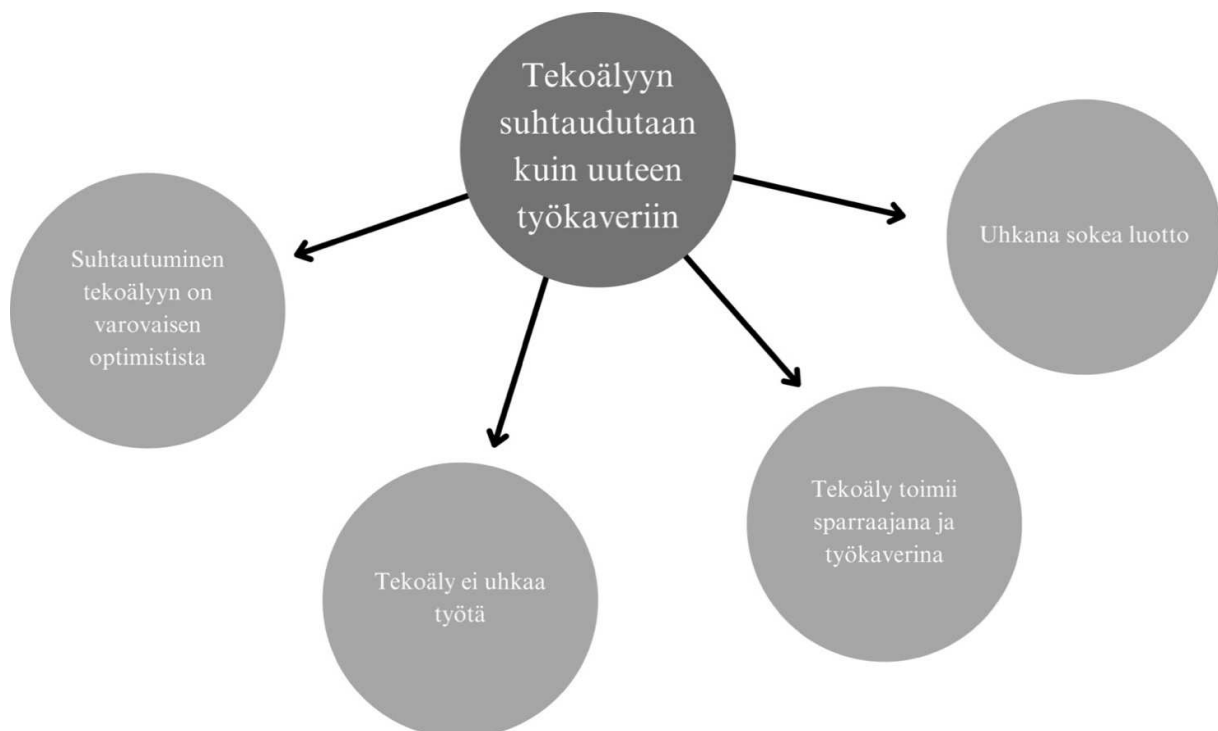 Tekoälyyn
suhtaudutaan
kuin uuteen
työkaveriin
Suhtautuminen
tekoälyyn on
varovaisen
optimistista
Tekoäly ei uhkaa
työtä
Tekoäly toimii
sparraajana ja
työkaverina
Uhkana sokea luotto